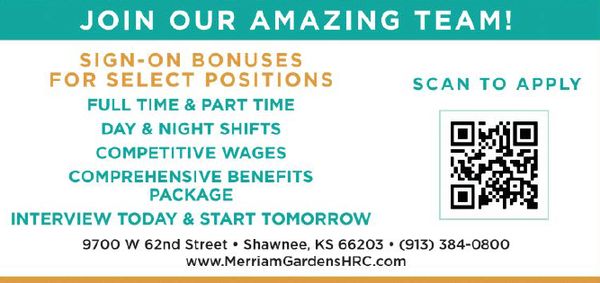 JOIN OUR AMAZING TEAM!
SIGN-ON BONUSES
FOR SELECT POSITIONS
FULL TIME & PART TIME
DAY & NIGHT SHIFTS
COMPETITIVE WAGES
COMPREHENSIVE BENEFITS
PACKAGE
INTERVIEW TODAY & START TOMORROW
SCAN TO APPLY
9700 W 62nd Street • Shawnee, KS 66203 • (913) 384-0800
www.MerriamGardensHRC.com